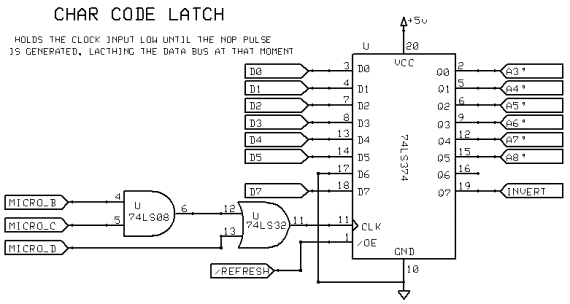 CHAR CODE LATCH
HOLDS THE CLOCK INPUT LOW UNTIL THE NOP PULSE
IS GENERATED, LACTHING THE DATA BUS AT THAT MOMENT
+5v
U
20
VCC
D0 3 D0 Q0 2 A3'
D1 4 D1 Q1 5 A4'
D2 7 D2 Q2 6 A5'
D3 8 D3 Q3 9 A6'
D4 13 D4 Q4 12 A7'
D5 14 D5 Q5 15 A8'
17 D6 Q6 16
D7 18 D7 Q7 19 INVERT
74LS374
MICRO_B 4
MICRO_C 5
MICRO_D
U
74LS08
6
12
13
U
74LS32
11
11 CLK
1 /OE
/REFRESH
GND
10